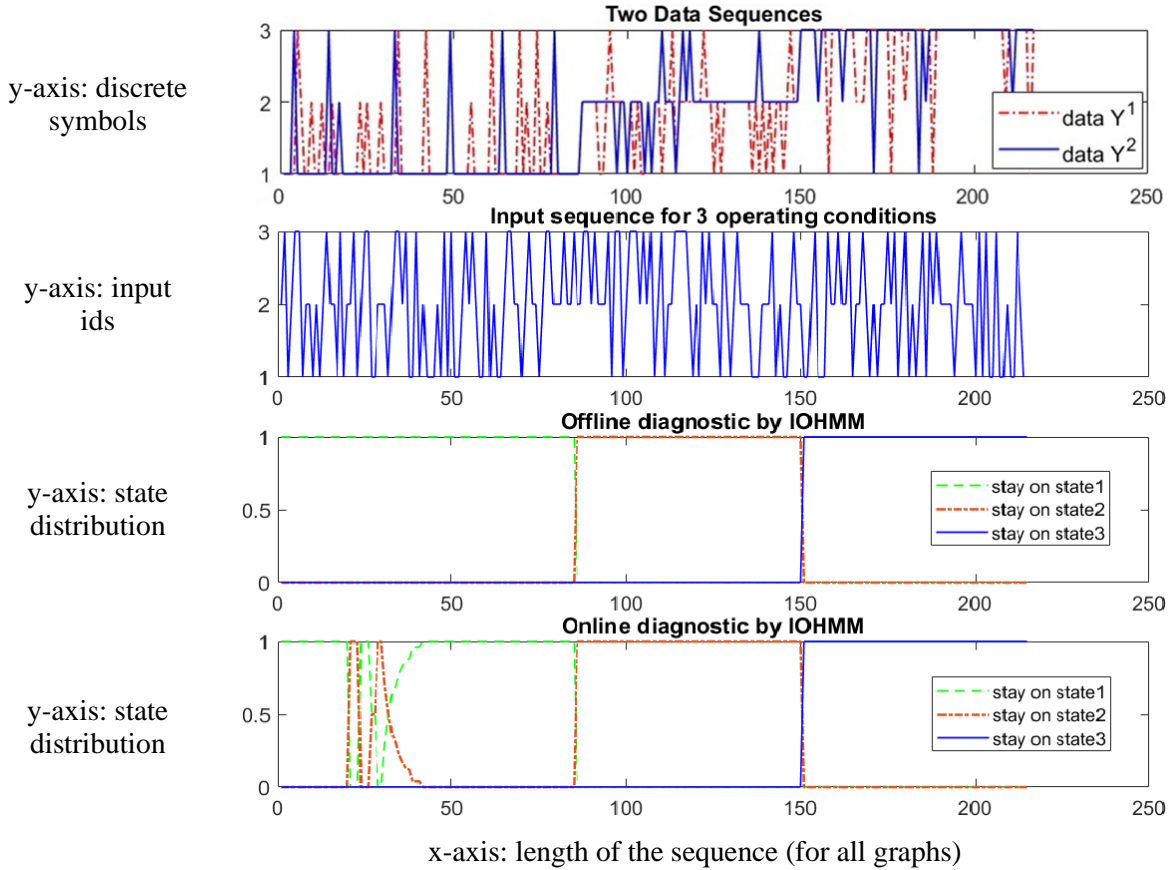 Two Data Sequences
y-axis: discrete
symbols
3
2
1
data Y1
data Y2
0
50
100
150
200
250
Input sequence for 3 operating conditions
y-axis: input
ids
3
2
1
0
50
100
150
200
250
Offline diagnostic by IOHMM
y-axis: state
distribution
1
0.5
0
stay on state1
stay on state2
stay on state3
0
50
100
150
200
250
Online diagnostic by IOHMM
y-axis: state
distribution
1
0.5
0
stay on state1
stay on state2
stay on state3
0
50
100
150
200
250
x-axis: length of the sequence (for all graphs)